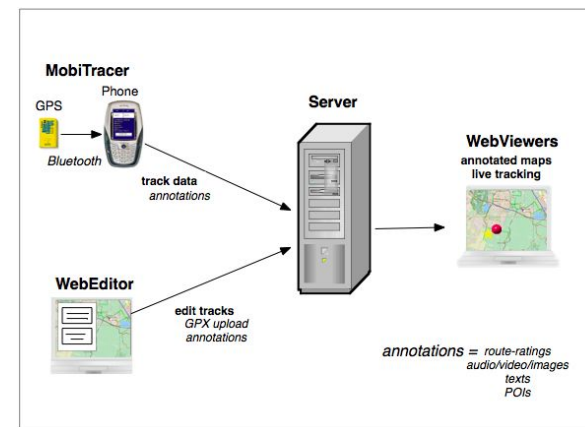 MobiTracer
Phone
GPS
Bluetooth
track data
annotations
Server
WebViewers
annotated maps
live tracking
WebEditor
edit tracks
GPX upload
annotations
annotations = route-ratings
audio/video/images
texts
POIs